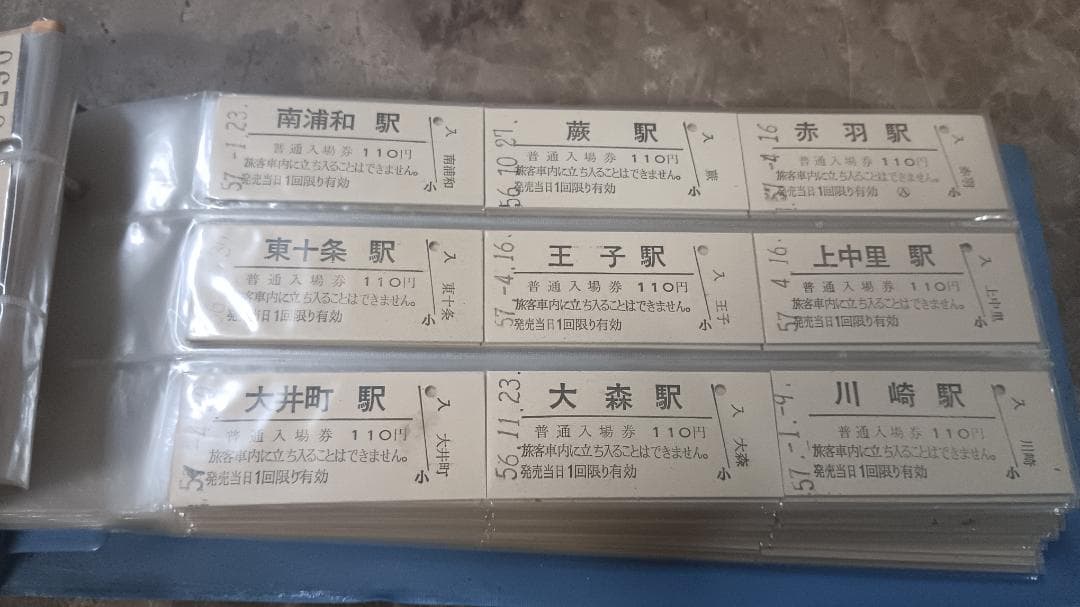 南浦和 駅
普通入場券 110円
旅客車内に立ち入ることはできません。
発売当日1回限り有効
57.-1.23.
入
南浦和
小
蕨 駅
普通入場券 110円
旅客車内に立ち入ることはできません。
発売当日1回限り有効
56.10.27.
入
蕨
小
赤羽駅
普通入場券 110円
旅客車内に立ち入ることはできません。
発売当日1回限り有効
57.-4.16
入
赤羽
小
東十条 駅
普通入場券 110円
客車内に立ち入ることはできません。
発売当日1回限り有効
入
東十条
小
王子駅
普通入場券 110円
旅客車内に立ち入ることはできません。
発売当日1回限り有効
57.-4.16.
入
王子
小
上中里 駅
普通入場券 110円
旅客車内に立ち入ることはできません。
発売当日1回限り有効
57.-4.16.
入
上中里
小
大井町 駅
普通入場券 110円
旅客車内に立ち入ることはできません。
発売当日1回限り有効
入
大井町
小
大森駅
普通入場券 110円
旅客車内に立ち入ることはできません。
発売当日1回限り有効
56.11.23.
入
大森
小
川崎駅
普通入場券 110円
旅客車内に立ち入ることはできません。
発売当日1回限り有効
57.-1.-9.
入
川崎
小